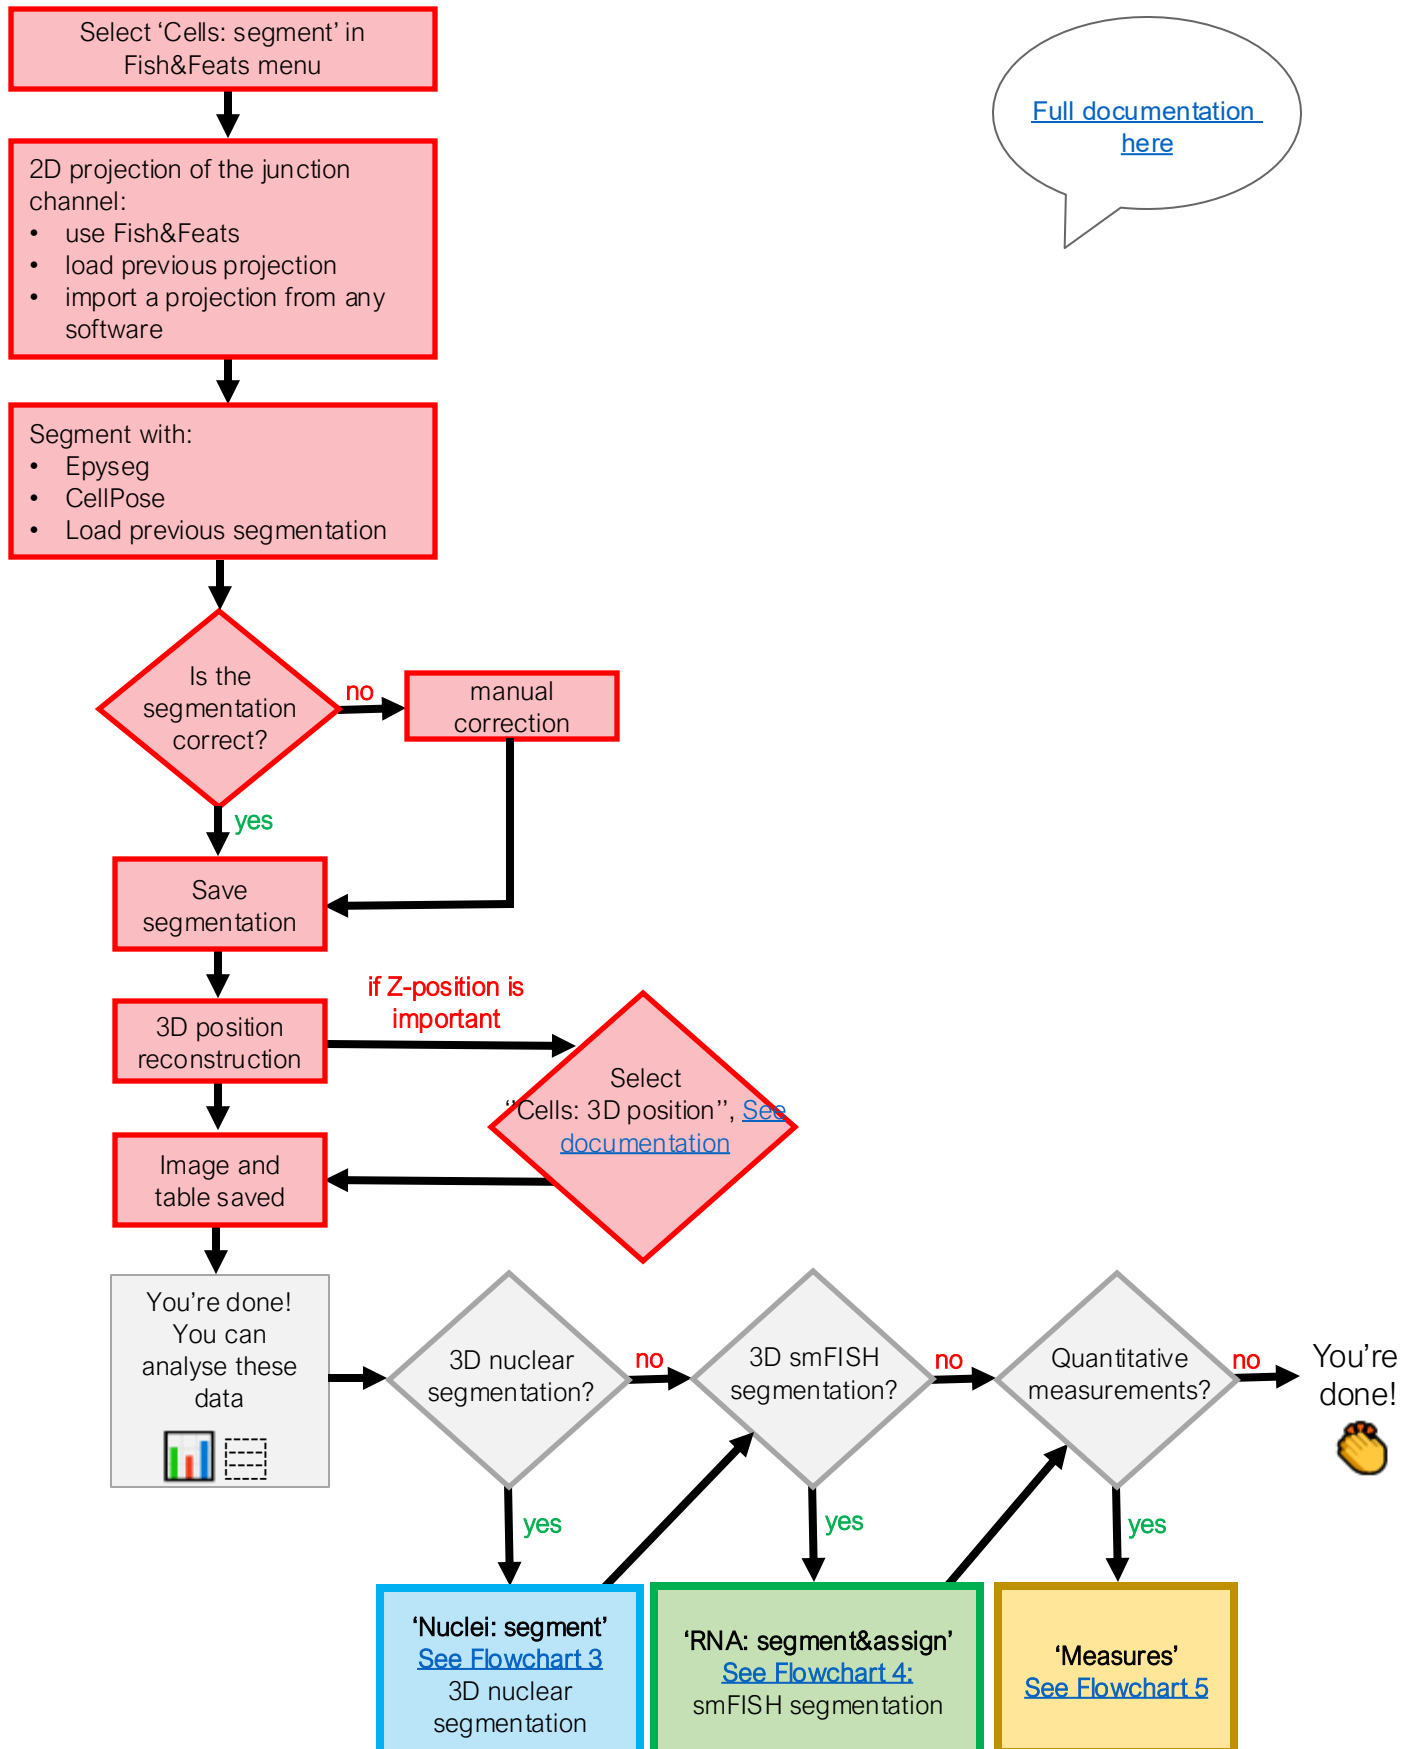 Select ‘Cells: segment’ in
Fish&Feats menu
Full documentation
here
2D projection of the junction
channel:
• use Fish&Feats
• load previous projection
• import a projection from any
software
Segment with:
• Epyseg
• CellPose
• Load previous segmentation
Is the
segmentation
correct?
no
manual
correction
yes
Save
segmentation
if Z-position is
important
3D position
reconstruction
Select
‘’Cells: 3D position’’, See
documentation
Image and
table saved
You’re done!
You can
analyse these
data
3D nuclear
segmentation?
no
3D smFISH
segmentation?
no
Quantitative
measurements?
no
You’re
done!
yes
yes
yes
‘Nuclei: segment’
See Flowchart 3
3D nuclear
segmentation
‘RNA: segment&assign’
See Flowchart 4:
smFISH segmentation
‘Measures’
See Flowchart 5